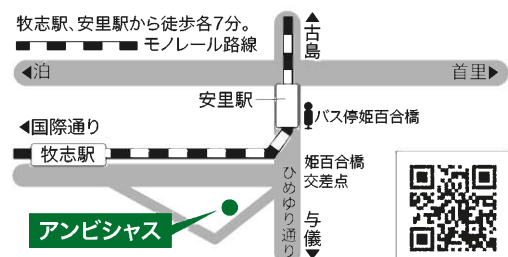 牧志駅、安里駅から徒歩各7分。
モノレール路線
▲古島
◀泊
首里▶
安里駅
バス停姫百合橋
◀国際通り
牧志駅
姫百合橋
交差点
ひめゆり通り
アンビシャス
与儀▼